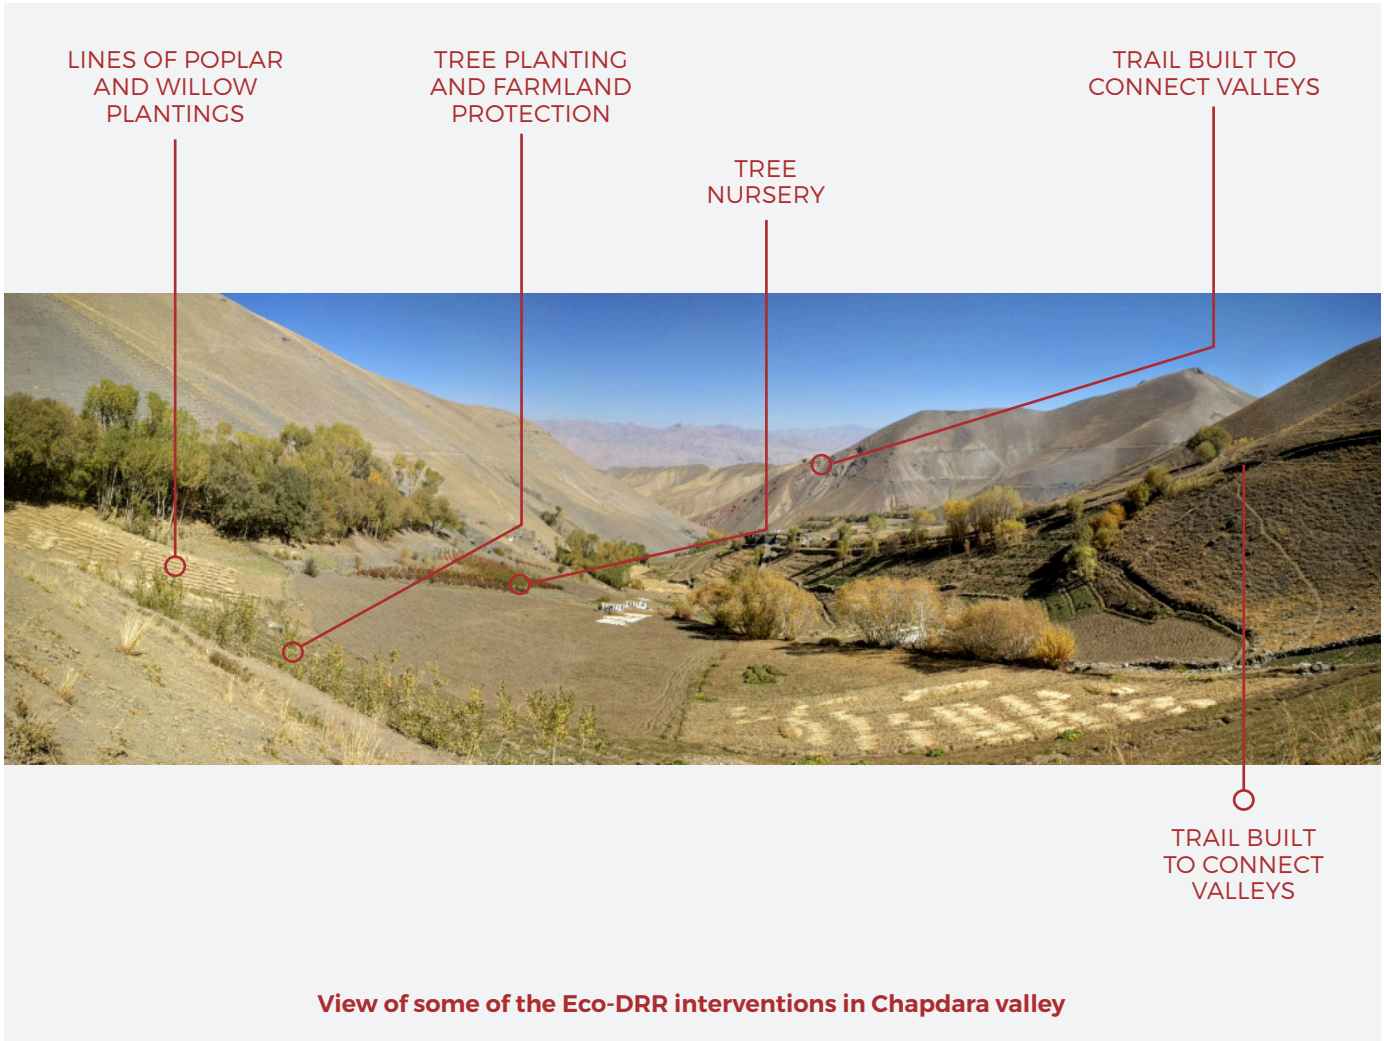 LINES OF POPLAR
AND WILLOW
PLANTINGS
TREE PLANTING
AND FARMLAND
PROTECTION
TREE
NURSERY
TRAIL BUILT TO
CONNECT VALLEYS
TRAIL BUILT
TO CONNECT
VALLEYS
View of some of the Eco-DRR interventions in Chapdara valley